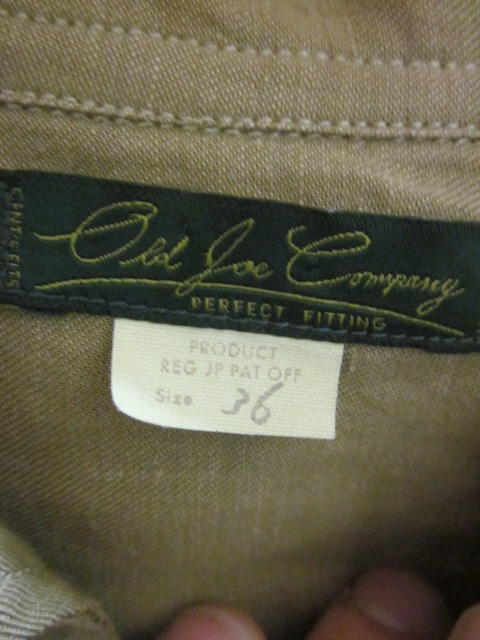 Old Joe Company
PERFECT FITTING
PRODUCT
REG JP PAT OFF
Size 36